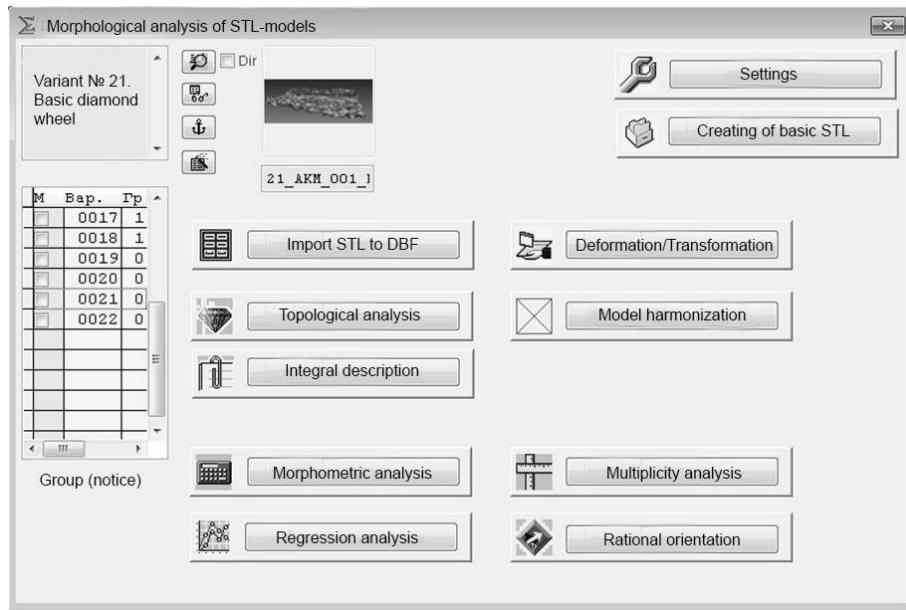 Morphological analysis of STL-models
Variant № 21.
Basic diamond
wheel
Dir
21_AKM_001_
Settings
Creating of basic STL
М Вар. Гр
0017 1
0018 1
0019 0
0020 0
0021 0
0022 0
Group (notice)
Import STL to DBF
Deformation/Transformation
Topological analysis
Model harmonization
Integral description
Morphometric analysis
Multiplicity analysis
Regression analysis
Rational orientation